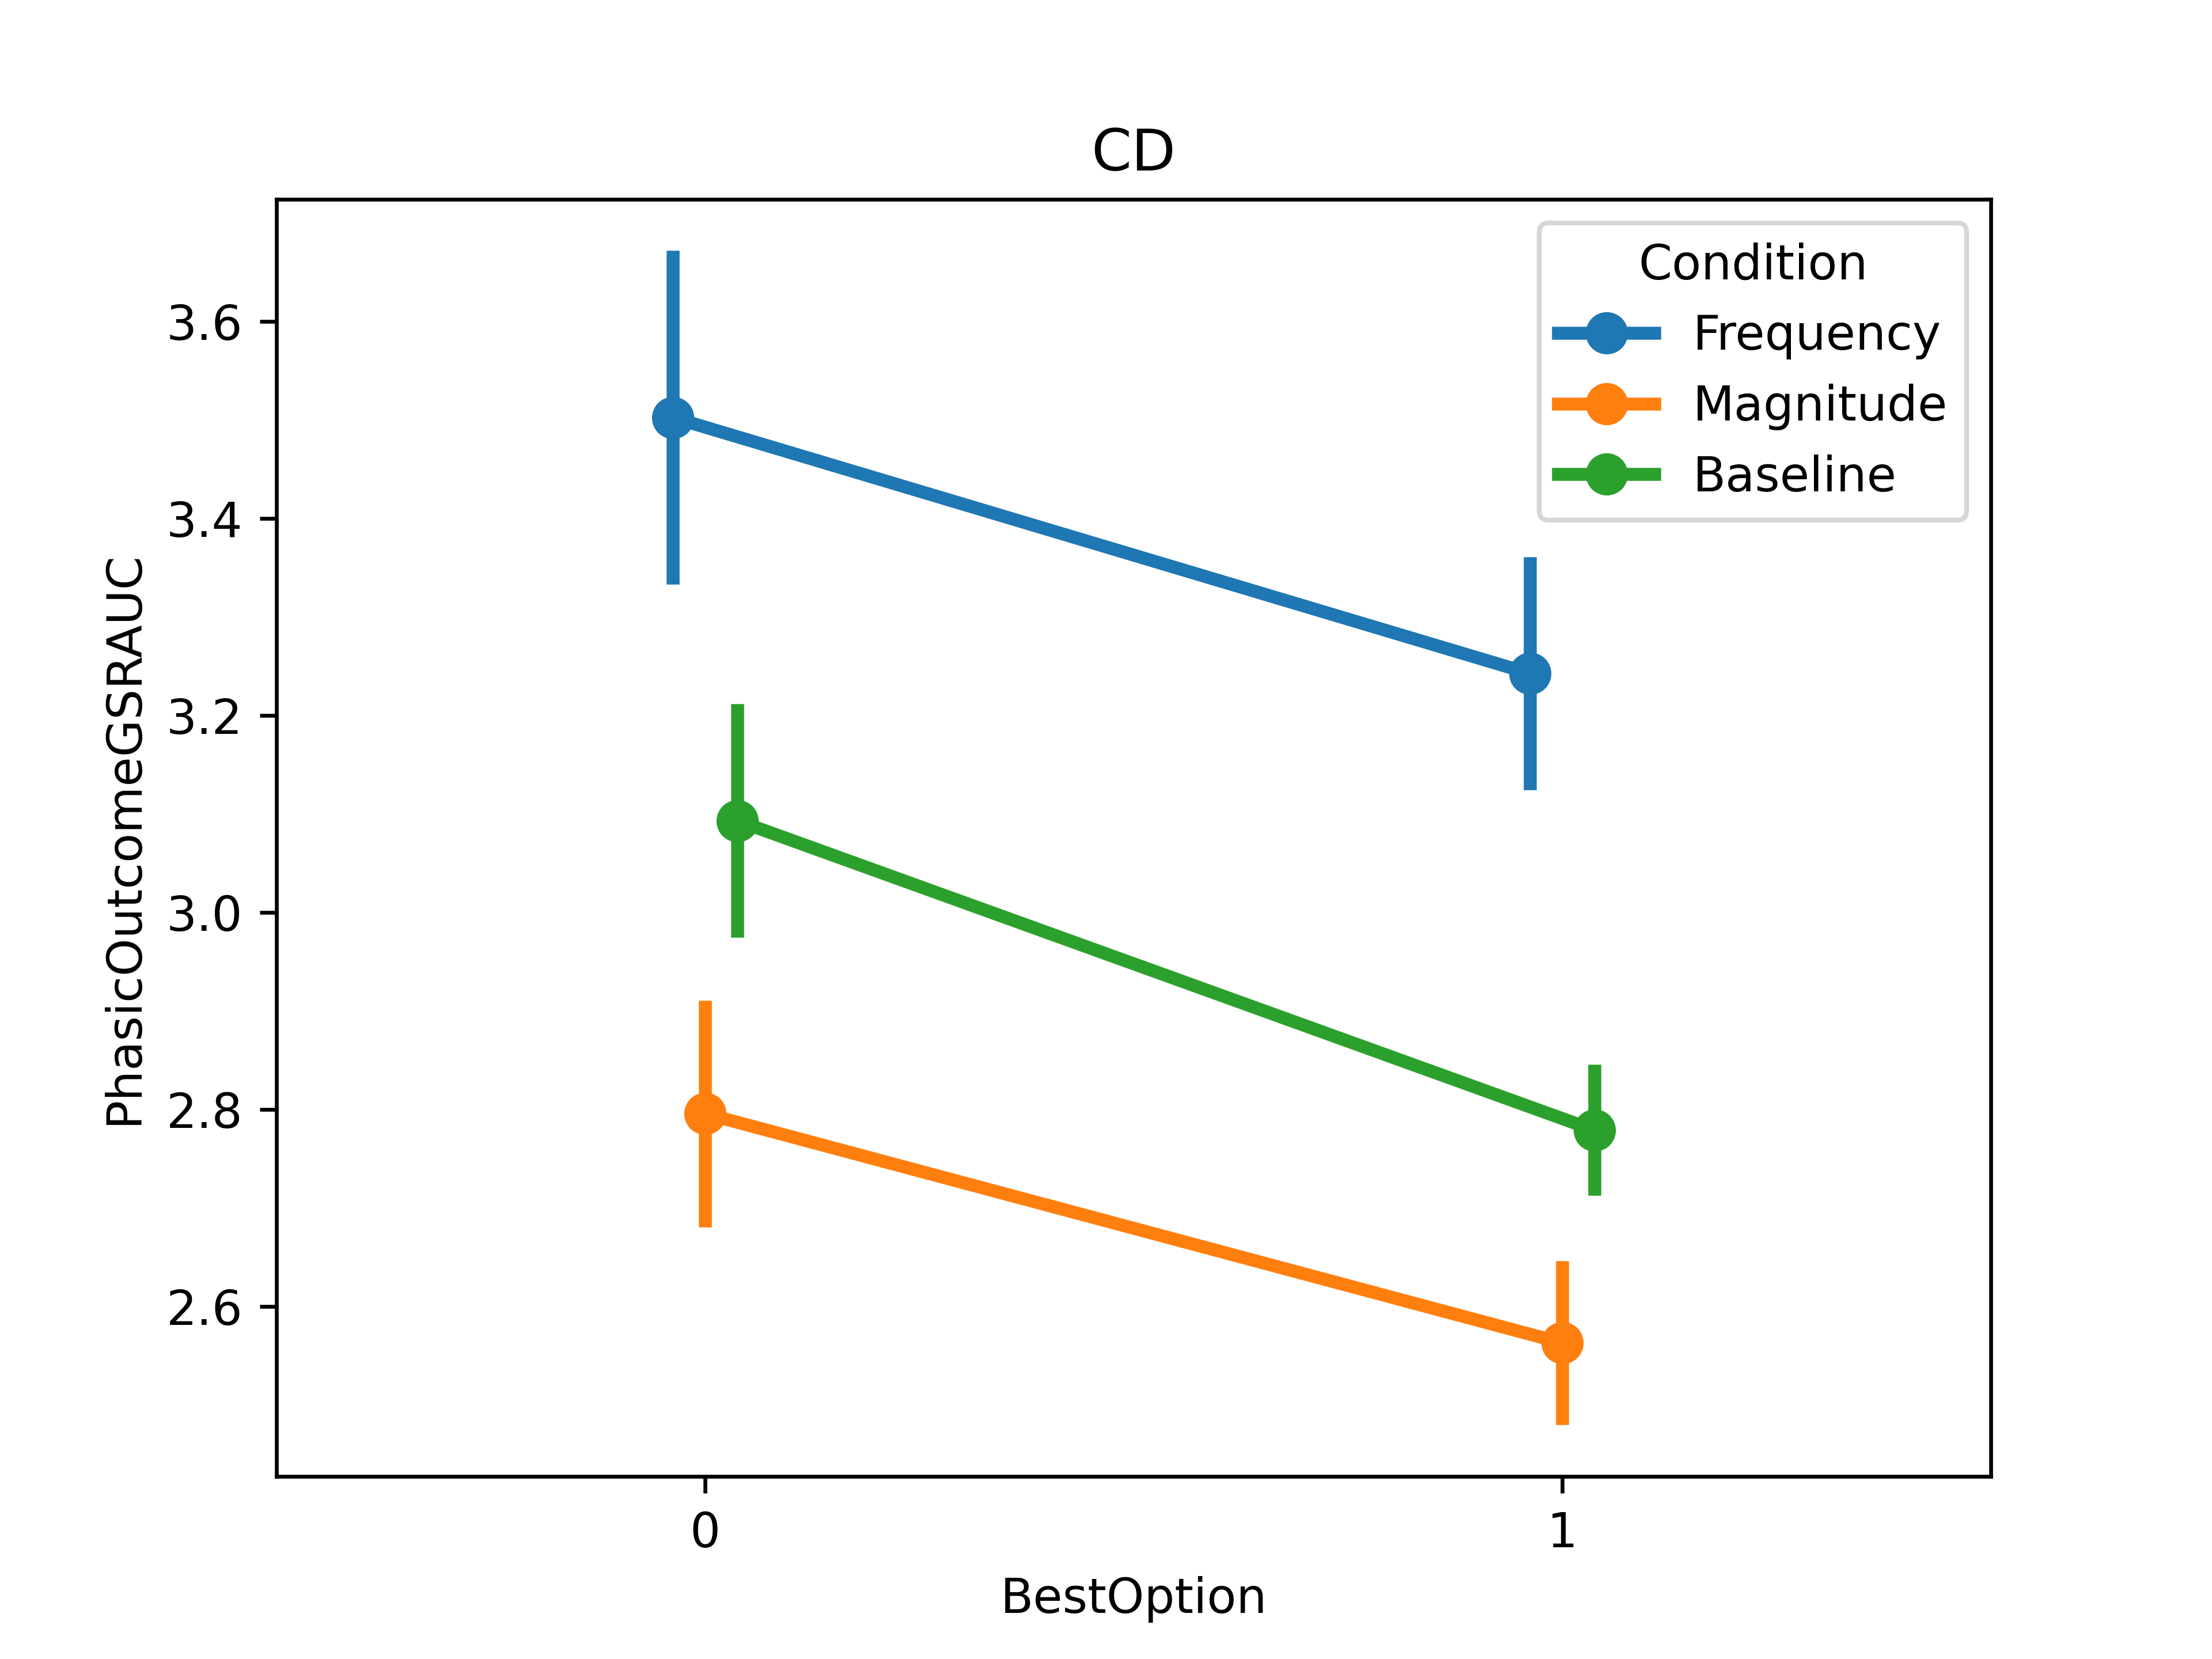 CD
Condition
Frequency
Magnitude
Baseline
PhasicOutcomeGSRAUC
3.6
3.4
3.2
3.0
2.8
2.6
0
1
BestOption